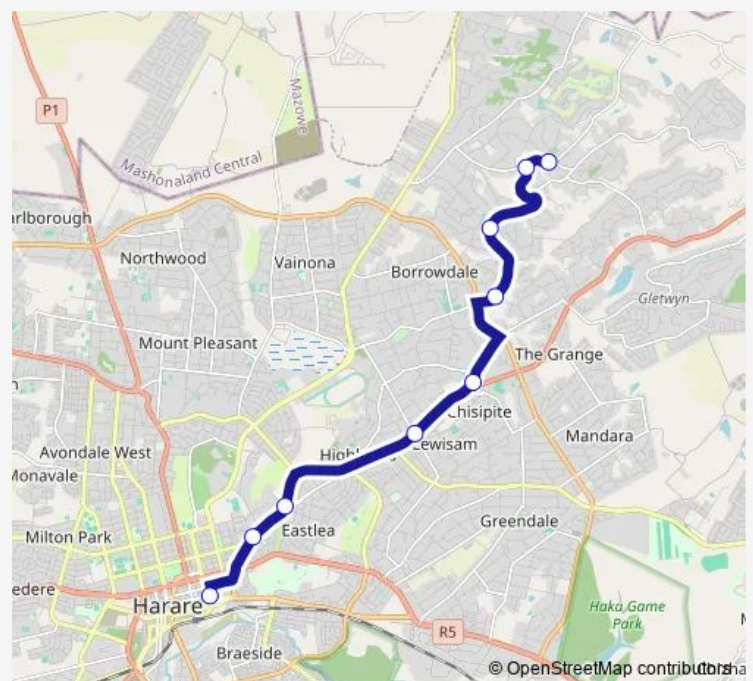 P1
Mazowe
Mashonaland Central
arlborough
Northwood
Vainona
Borrowdale
Gletwyn
Mount Pleasant
The Grange
Chisipite
Avondale West
Lewisam
Mandara
Monavale
Greendale
Milton Park
Eastlea
edere
Harare
Haka Game
Park
R5
Braeside
© OpenStreetMap contributors